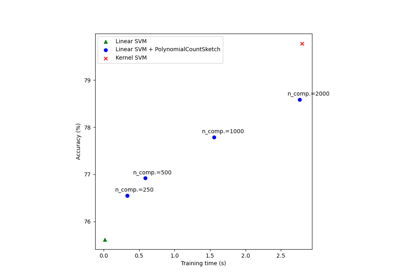 Linear SVM
Linear SVM + PolynomialCountSketch
Kernel SVM
79
78
77
76
Accuracy (%)
n_comp.=2000
n_comp.=1000
n_comp.=500
n_comp.=250
0.0 0.5 1.0 1.5 2.0 2.5
Training time (s)